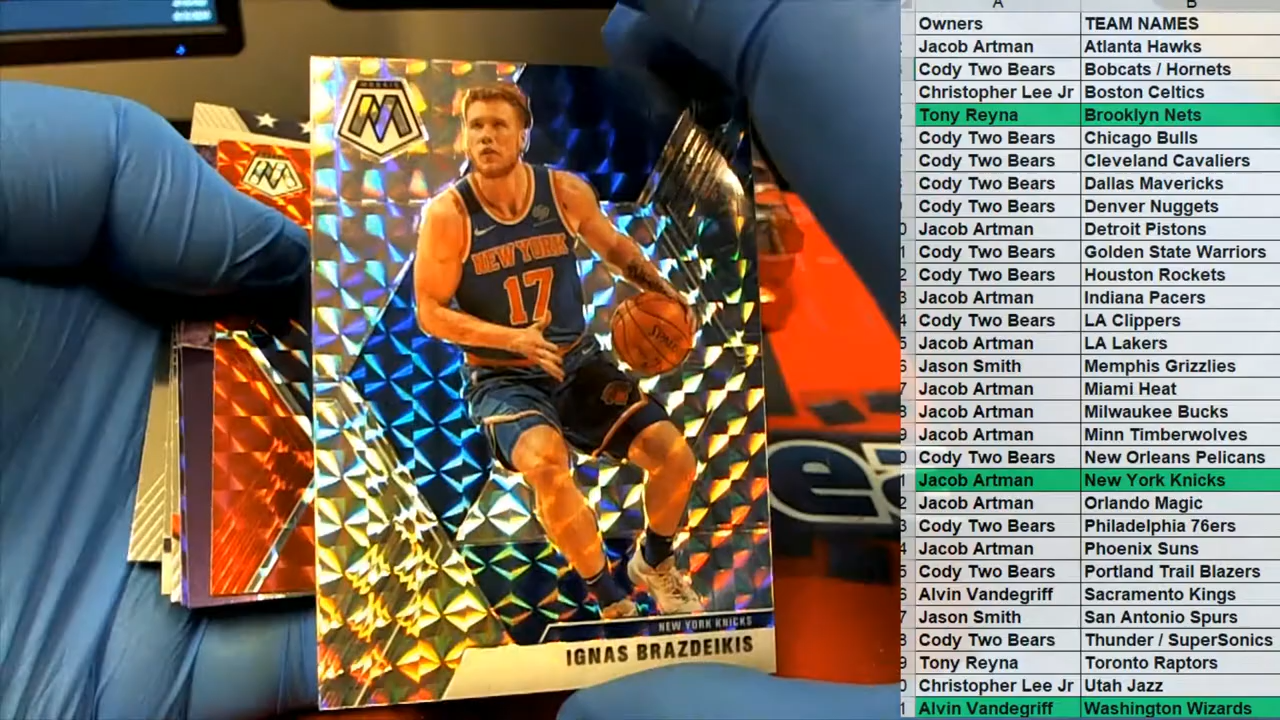 MOSAIC
NEW YORK
17
SPALDING
NEW YORK KNICKS
IGNAS BRAZDEIKIS
A B
Owners TEAM NAMES
Jacob Artman Atlanta Hawks
Cody Two Bears Bobcats / Hornets
Christopher Lee Jr Boston Celtics
Tony Reyna Brooklyn Nets
Cody Two Bears Chicago Bulls
Cody Two Bears Cleveland Cavaliers
Cody Two Bears Dallas Mavericks
Cody Two Bears Denver Nuggets
Jacob Artman Detroit Pistons
Cody Two Bears Golden State Warriors
Cody Two Bears Houston Rockets
Jacob Artman Indiana Pacers
Cody Two Bears LA Clippers
Jacob Artman LA Lakers
Jason Smith Memphis Grizzlies
Jacob Artman Miami Heat
Jacob Artman Milwaukee Bucks
Jacob Artman Minn Timberwolves
Cody Two Bears New Orleans Pelicans
Jacob Artman New York Knicks
Jacob Artman Orlando Magic
Cody Two Bears Philadelphia 76ers
Jacob Artman Phoenix Suns
Cody Two Bears Portland Trail Blazers
Alvin Vandegriff Sacramento Kings
Jason Smith San Antonio Spurs
Cody Two Bears Thunder / SuperSonics
Tony Reyna Toronto Raptors
Christopher Lee Jr Utah Jazz
Alvin Vandegriff Washington Wizards